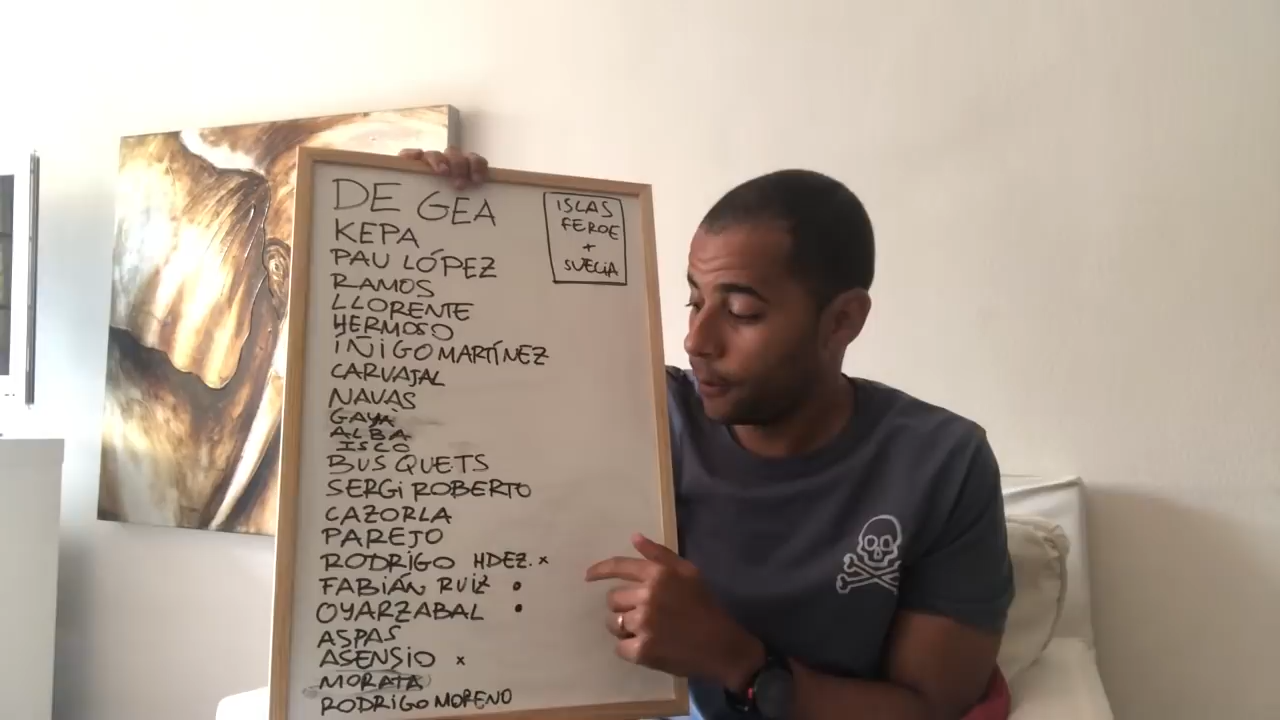 DE GEA
KEPA
PAU LÓPEZ
RAMOS
LLORENTE
HERMOSO
ÍÑIGO MARTÍNEZ
CARVAJAL
NAVAS
GAYÀ
ALBA
ISCO
BUSQUETS
SERGI ROBERTO
CAZORLA
PAREJO
RODRIGO HDEZ. x
FABIÁN RUIZ •
OYARZABAL •
ASPAS
ASENSIO x
MORATA
RODRIGO MORENO
ISLAS
FEROE
+
SUECIA